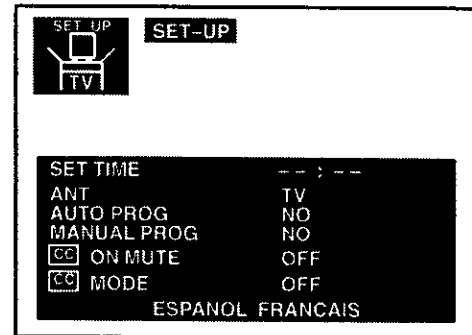 SET UP
SET-UP
TV
SET TIME -- : --
ANT TV
AUTO PROG NO
MANUAL PROG NO
CC ON MUTE OFF
CC MODE OFF
ESPANOL FRANCAIS